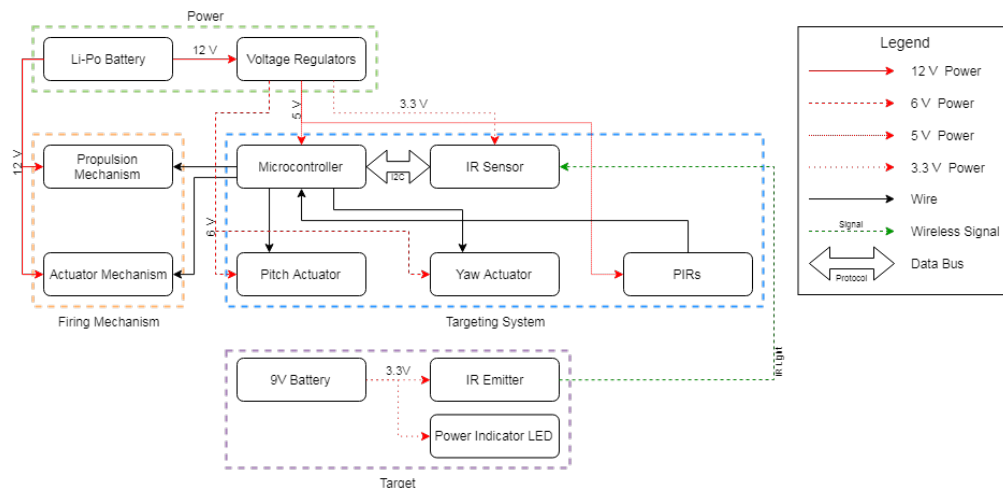 Power
Li-Po Battery
12 V
Voltage Regulators
12 V
5 V
3.3 V
6 V
Propulsion
Mechanism
Actuator Mechanism
Firing Mechanism
Microcontroller
I2C
IR Sensor
Pitch Actuator
Yaw Actuator
PIRs
Targeting System
9V Battery
3.3V
IR Emitter
Power Indicator LED
IR Light
Target
Legend
12 V Power
6 V Power
5 V Power
3.3 V Power
Wire
Signal
Wireless Signal
Data Bus
Protocol